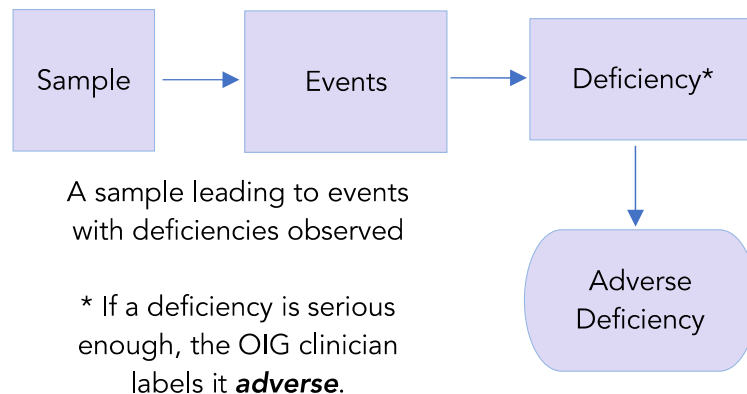 Sample
Events
Deficiency*
A sample leading to events
with deficiencies observed
Adverse
Deficiency
* If a deficiency is serious
enough, the OIG clinician
labels it adverse.